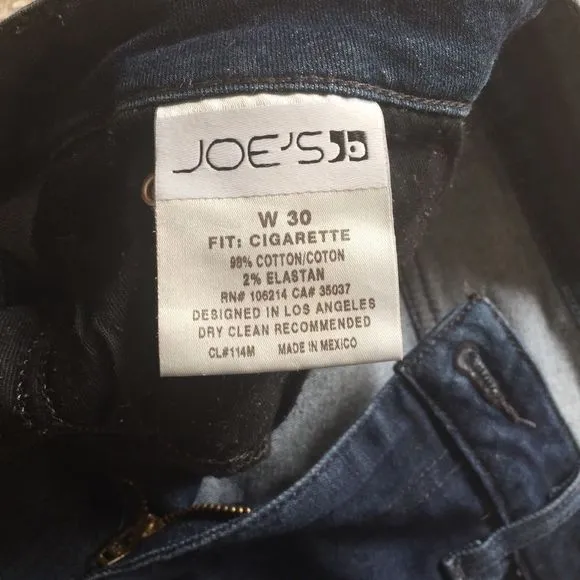 JOE'S
W 30
FIT: CIGARETTE
98% COTTON/COTON
2% ELASTAN
RN# 106214 CA# 35037
DESIGNED IN LOS ANGELES
DRY CLEAN RECOMMENDED
CL#114M MADE IN MEXICO